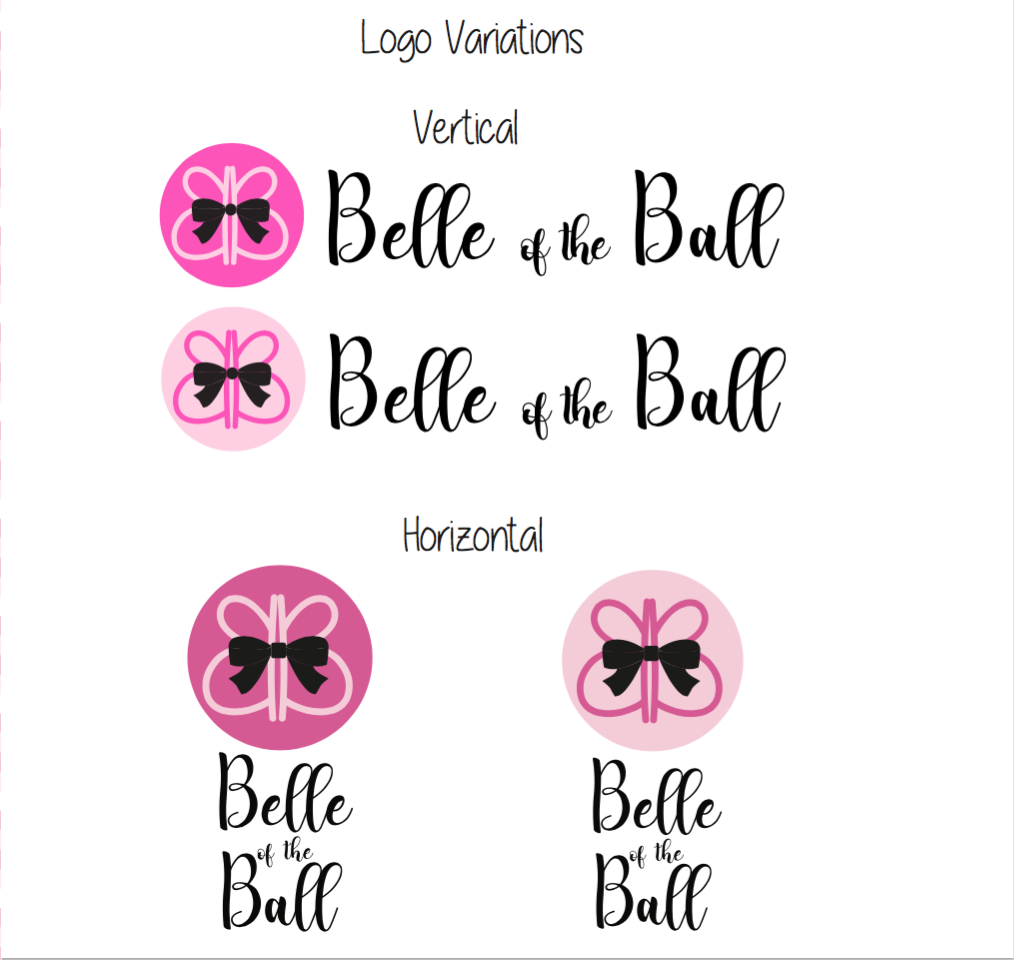 Logo Variations
Vertical
Belle of the Ball
Belle of the Ball
Horizontal
Belle
of the
Ball
Belle
of the
Ball